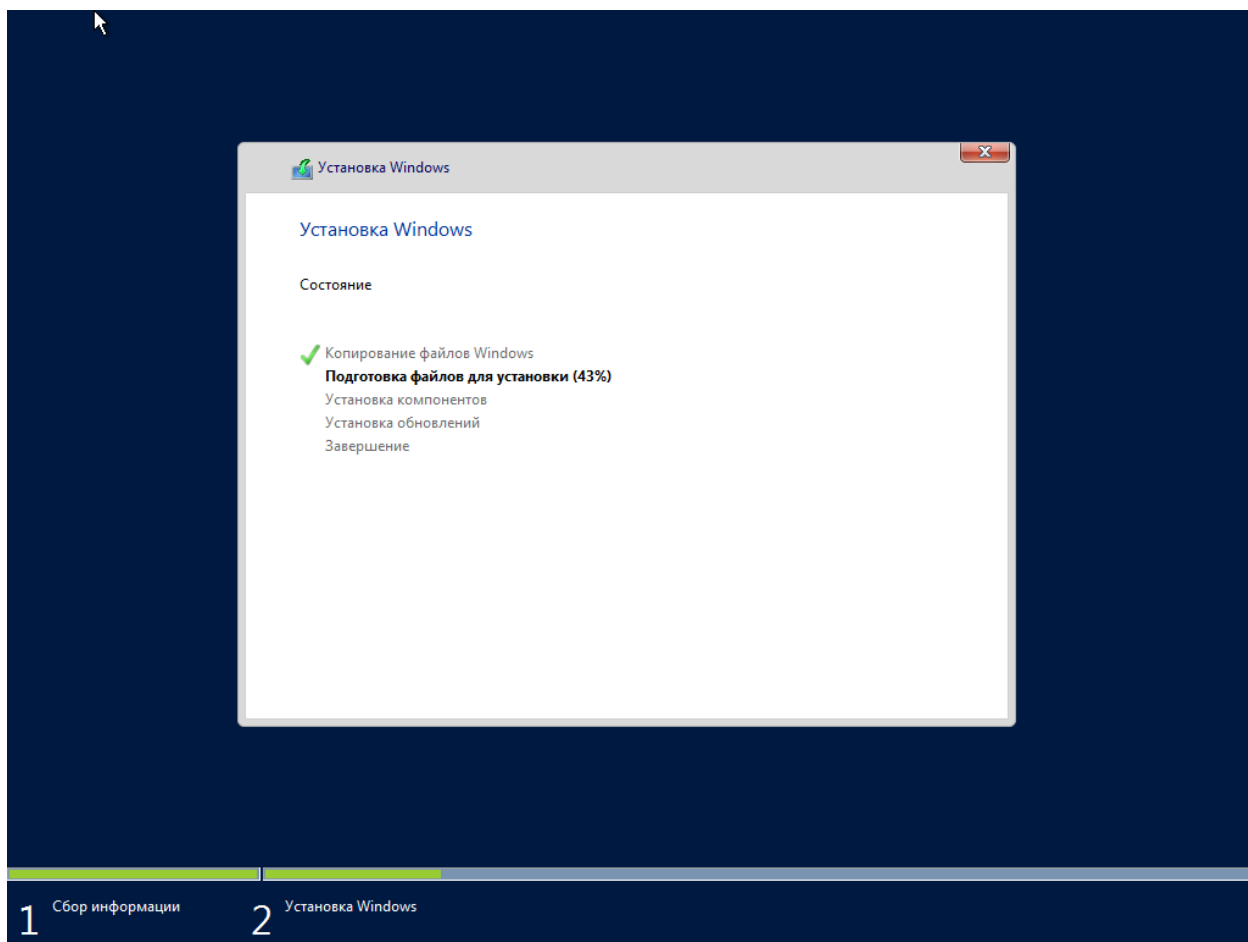 Установка Windows
Установка Windows
Состояние
Копирование файлов Windows
Подготовка файлов для установки (43%)
Установка компонентов
Установка обновлений
Завершение
1 Сбор информации
2 Установка Windows